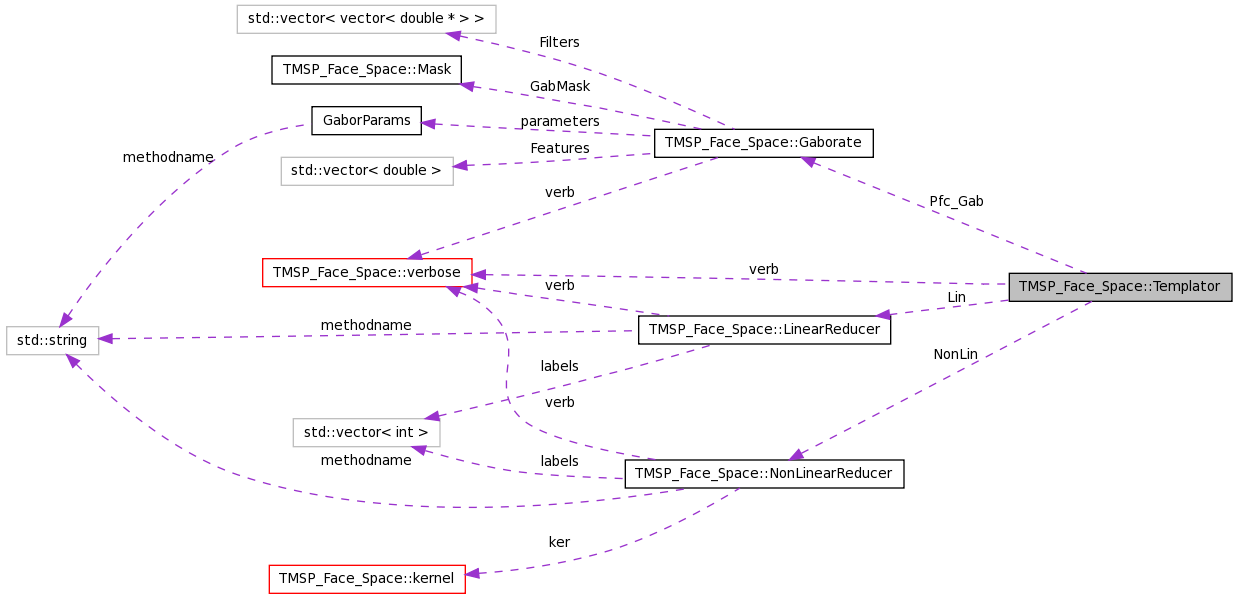 std::vector< vector< double * > >
Filters
TMSP_Face_Space::Mask
GabMask
GaborParams
parameters
TMSP_Face_Space::Gaborate
Features
methodname
std::vector< double >
verb
Pfc_Gab
TMSP_Face_Space::verbose
verb
verb
TMSP_Face_Space::Templator
Lin
methodname
TMSP_Face_Space::LinearReducer
std::string
NonLin
labels
verb
std::vector< int >
methodname
labels
TMSP_Face_Space::NonLinearReducer
ker
TMSP_Face_Space::kernel